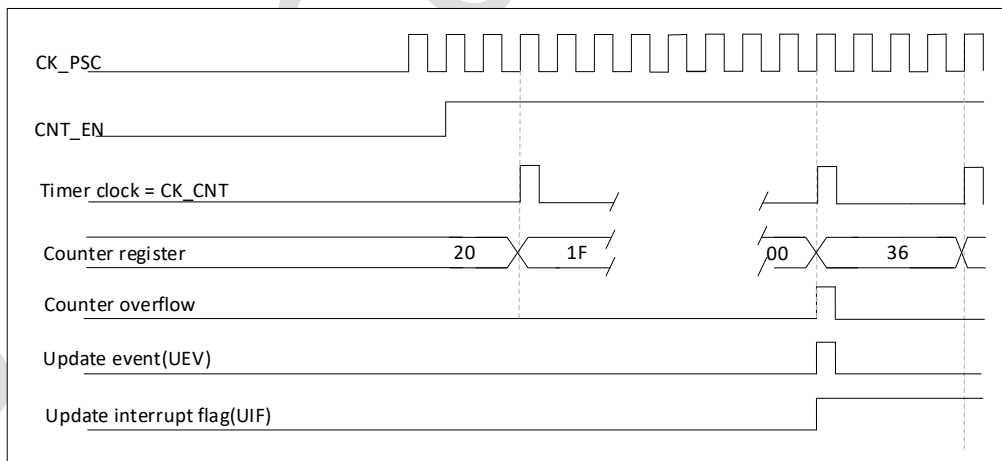 CK_PSC
CNT_EN
Timer clock = CK_CNT
Counter register 20 1F 00 36
Counter overflow
Update event(UEV)
Update interrupt flag(UIF)